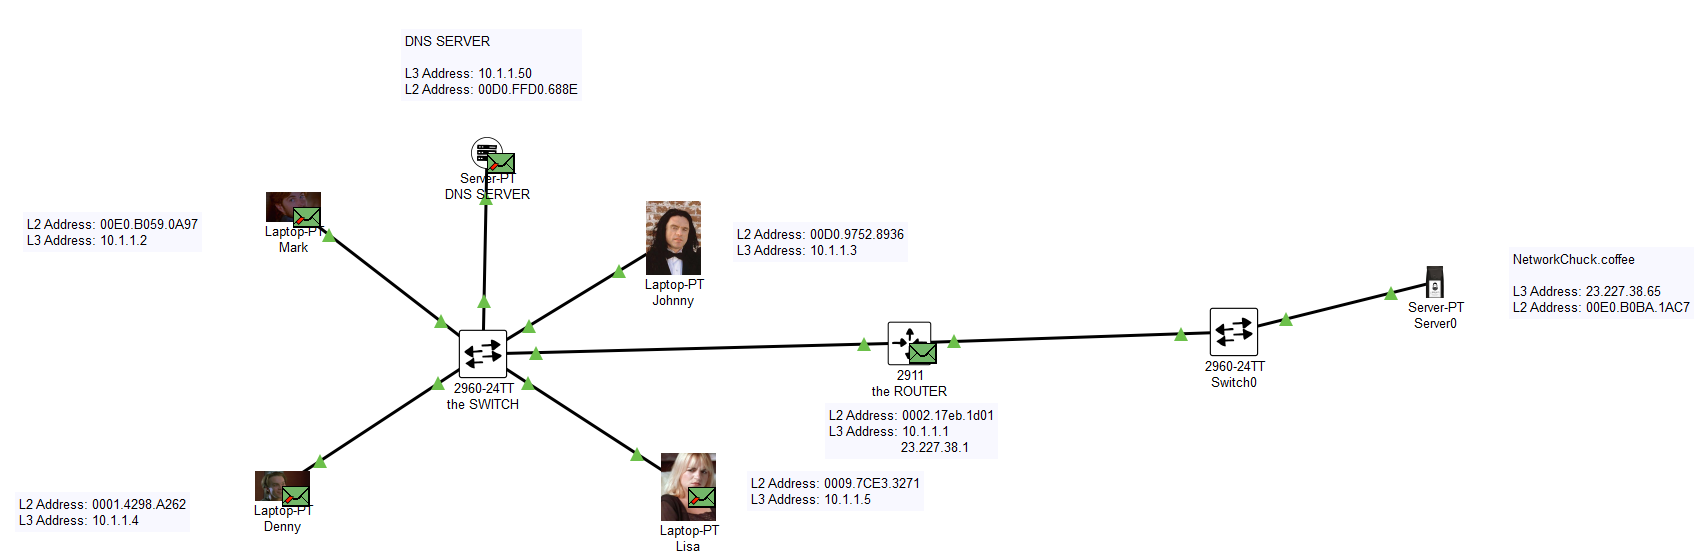 DNS SERVER
L3 Address: 10.1.1.50
L2 Address: 00D0.FFD0.688E
Server-PT
DNS SERVER
L2 Address: 00E0.B059.0A97
L3 Address: 10.1.1.2
Laptop-PT
Mark
L2 Address: 00D0.9752.8936
L3 Address: 10.1.1.3
Laptop-PT
Johnny
NetworkChuck.coffee
L3 Address: 23.227.38.65
L2 Address: 00E0.B0BA.1AC7
Server-PT
Server0
2960-24TT
the SWITCH
2911
the ROUTER
L2 Address: 0002.17eb.1d01
L3 Address: 10.1.1.1
23.227.38.1
2960-24TT
Switch0
L2 Address: 0001.4298.A262
L3 Address: 10.1.1.4
Laptop-PT
Denny
L2 Address: 0009.7CE3.3271
L3 Address: 10.1.1.5
Laptop-PT
Lisa